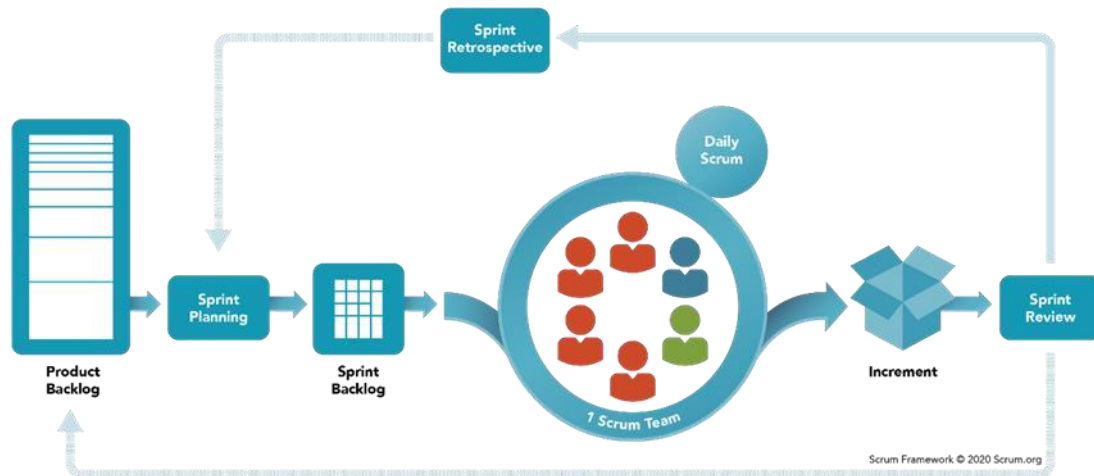 Sprint
Retrospective
Daily
Scrum
Sprint
Planning
Sprint
Review
Product
Backlog
Sprint
Backlog
Increment
1 Scrum Team
Scrum Framework © 2020 Scrum.org